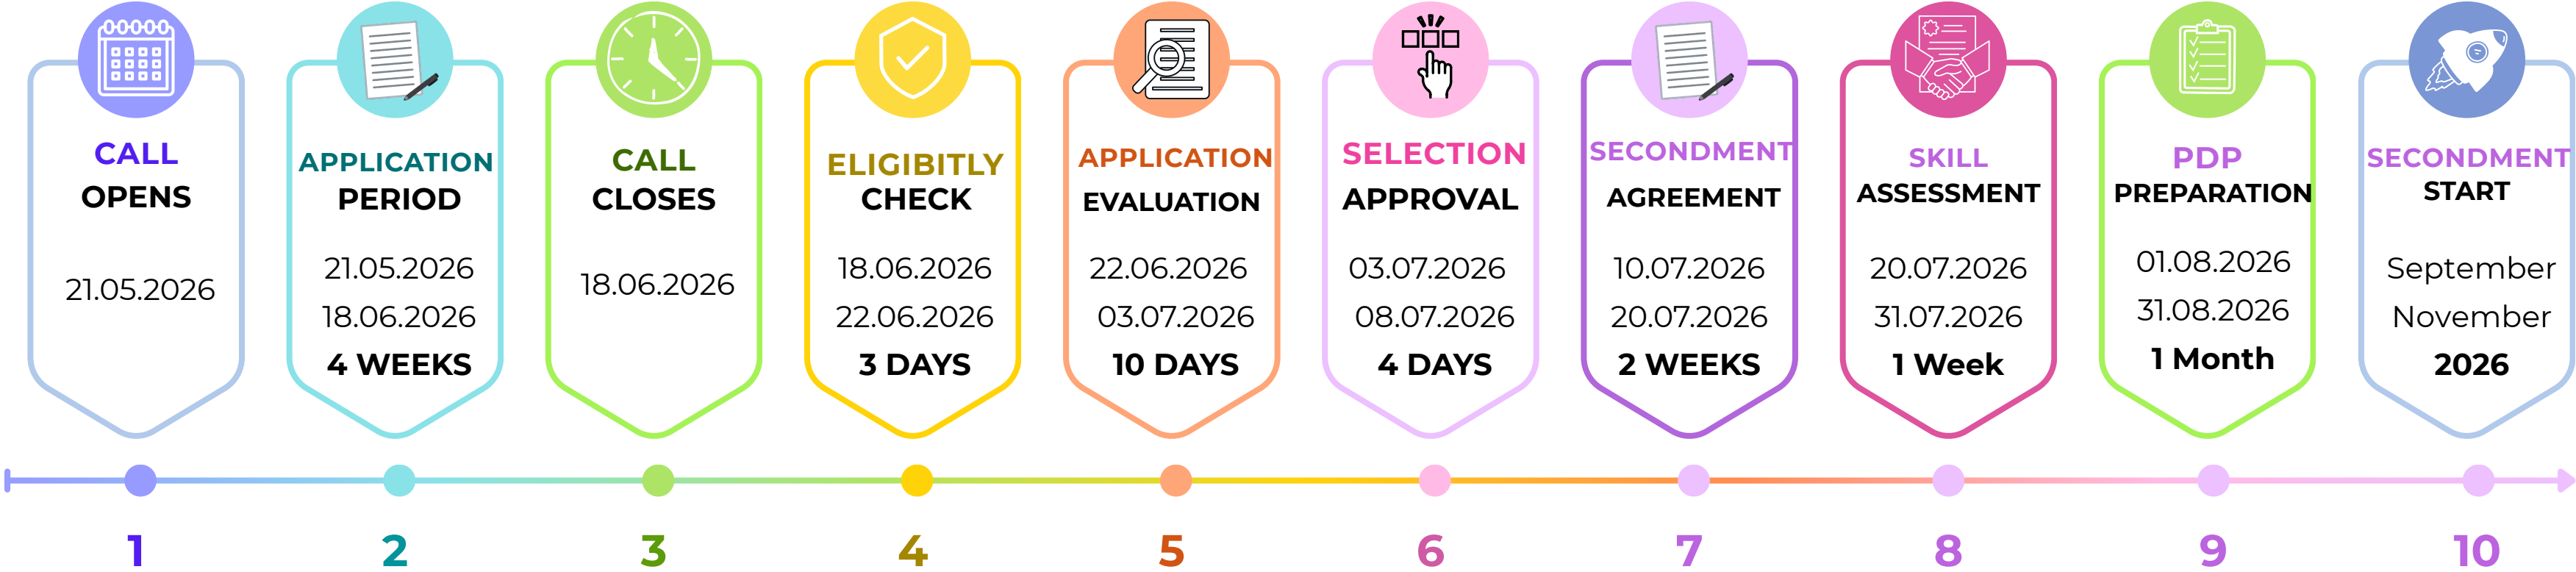 CALL
OPENS
21.05.2026
APPLICATION
PERIOD
21.05.2026
18.06.2026
4 WEEKS
CALL
CLOSES
18.06.2026
ELIGIBITLY
CHECK
18.06.2026
22.06.2026
3 DAYS
APPLICATION
EVALUATION
22.06.2026
03.07.2026
10 DAYS
SELECTION
APPROVAL
03.07.2026
08.07.2026
4 DAYS
SECONDMENT
AGREEMENT
10.07.2026
20.07.2026
2 WEEKS
SKILL
ASSESSMENT
20.07.2026
31.07.2026
1 Week
PDP
PREPARATION
01.08.2026
31.08.2026
1 Month
SECONDMENT
START
September
November
2026
1
2
3
4
5
6
7
8
9
10